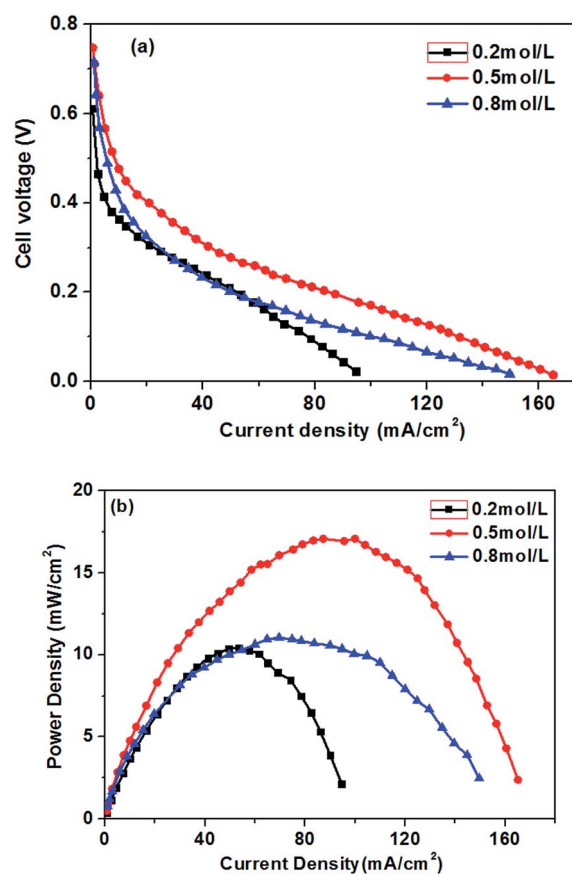 (a)
0.2mol/L
0.5mol/L
0.8mol/L
Cell voltage (V)
0.8
0.6
0.4
0.2
0.0
0 40 80 120 160
Current density (mA/cm²)
(b)
0.2mol/L
0.5mol/L
0.8mol/L
Power Density (mW/cm²)
20
15
10
5
0
0 40 80 120 160
Current Density(mA/cm²)